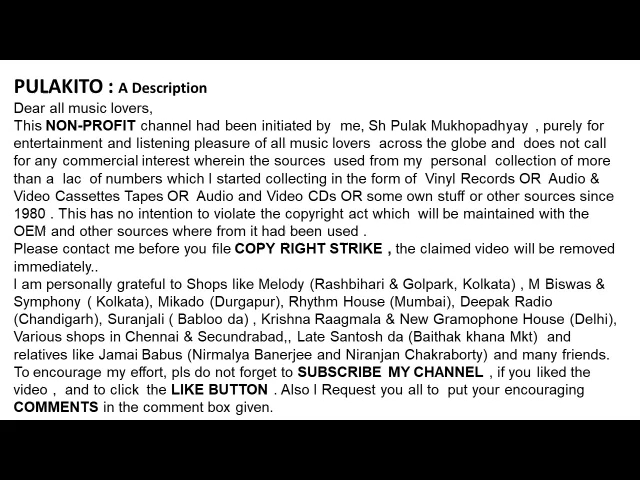 PULAKITO : A Description
Dear all music lovers,
This NON-PROFIT channel had been initiated by me, Sh Pulak Mukhopadhyay , purely for
entertainment and listening pleasure of all music lovers across the globe and does not call
for any commercial interest wherein the sources used from my personal collection of more
than a lac of numbers which I started collecting in the form of Vinyl Records OR Audio &
Video Cassettes Tapes OR Audio and Video CDs OR some own stuff or other sources since
1980 . This has no intention to violate the copyright act which will be maintained with the
OEM and other sources where from it had been used .
Please contact me before you file COPY RIGHT STRIKE , the claimed video will be removed
immediately..
I am personally grateful to Shops like Melody (Rashbihari & Golpark, Kolkata) , M Biswas &
Symphony ( Kolkata), Mikado (Durgapur), Rhythm House (Mumbai), Deepak Radio
(Chandigarh), Suranjali ( Babloo da) , Krishna Raagmala & New Gramophone House (Delhi),
Various shops in Chennai & Secundrabad,, Late Santosh da (Baithak khana Mkt) and
relatives like Jamai Babus (Nirmalya Banerjee and Niranjan Chakraborty) and many friends.
To encourage my effort, pls do not forget to SUBSCRIBE MY CHANNEL , if you liked the
video , and to click the LIKE BUTTON . Also I Request you all to put your encouraging
COMMENTS in the comment box given.